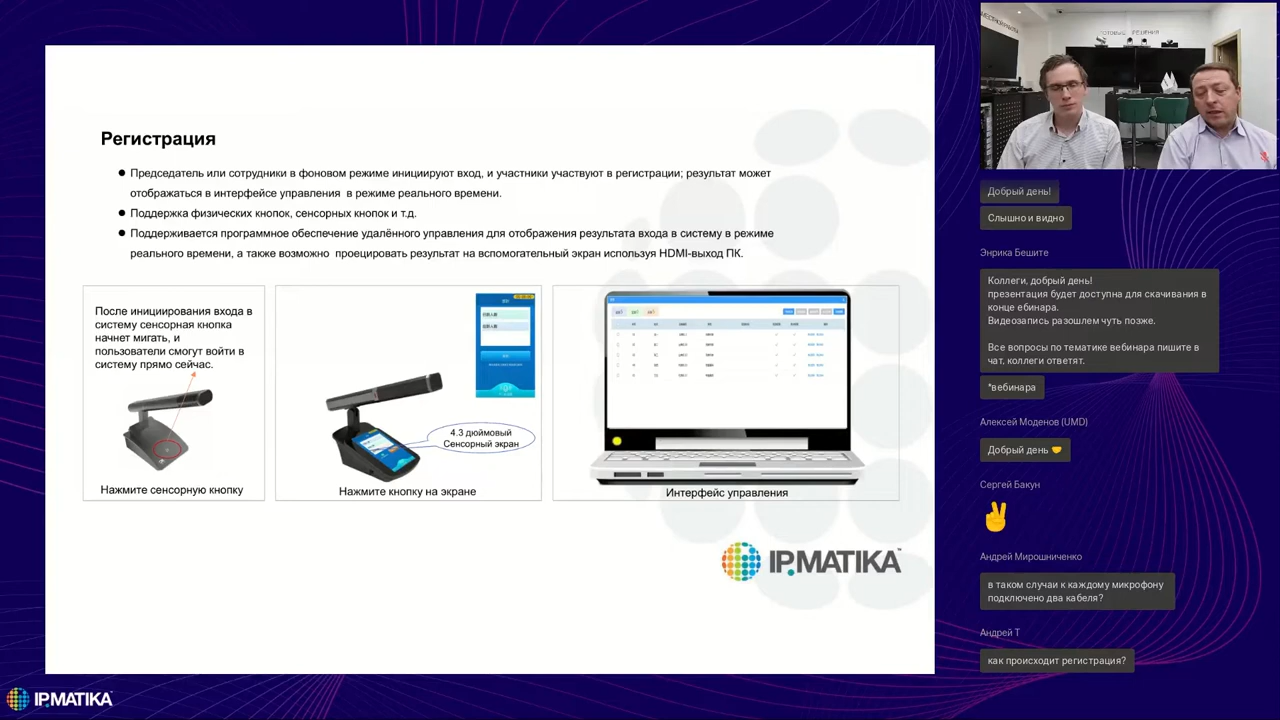 Регистрация
Председатель или сотрудники в фоновом режиме инициируют вход, и участники участвуют в регистрации; результат может
отображаться в интерфейсе управления в режиме реального времени.
Поддержка физических кнопок, сенсорных кнопок и т.д.
Поддерживается программное обеспечение удалённого управления для отображения результата входа в систему в режиме
реального времени, а также возможно проецировать результат на вспомогательный экран используя HDMI-выход ПК.
После инициирования входа в
систему сенсорная кнопка
начнет мигать, и
пользователи смогут войти в
систему прямо сейчас.
Нажмите сенсорную кнопку
4.3 дюймовый
Сенсорный экран
Нажмите кнопку на экране
Интерфейс управления
IP.MATIKA™
IP.MATIKA
ГОТОВЫЕ РЕШЕНИЯ
Добрый день!
Слышно и видно
Энрика Бешите
Коллеги, добрый день!
презентация будет доступна для скачивания в
конце ебинара.
Видеозапись разошлем чуть позже.
Все вопросы по тематике вебинара пишите в
чат, коллеги ответят.
*вебинара
Алексей Моденов (UMD)
Добрый день 🤝
Сергей Бакун
✌
Андрей Мирошниченко
в таком случаи к каждому микрофону
подключено два кабеля?
Андрей Т
как происходит регистрация?